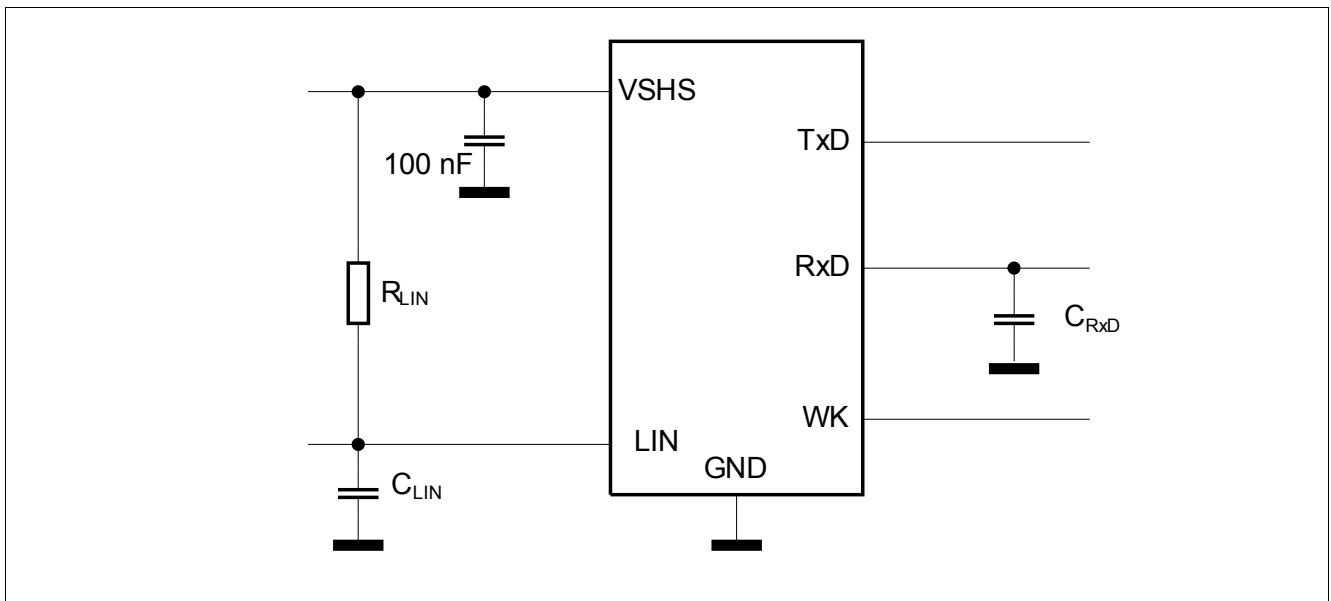 VSHS
TxD
100 nF
RxD
RLIN
CRxD
WK
LIN
GND
CLIN